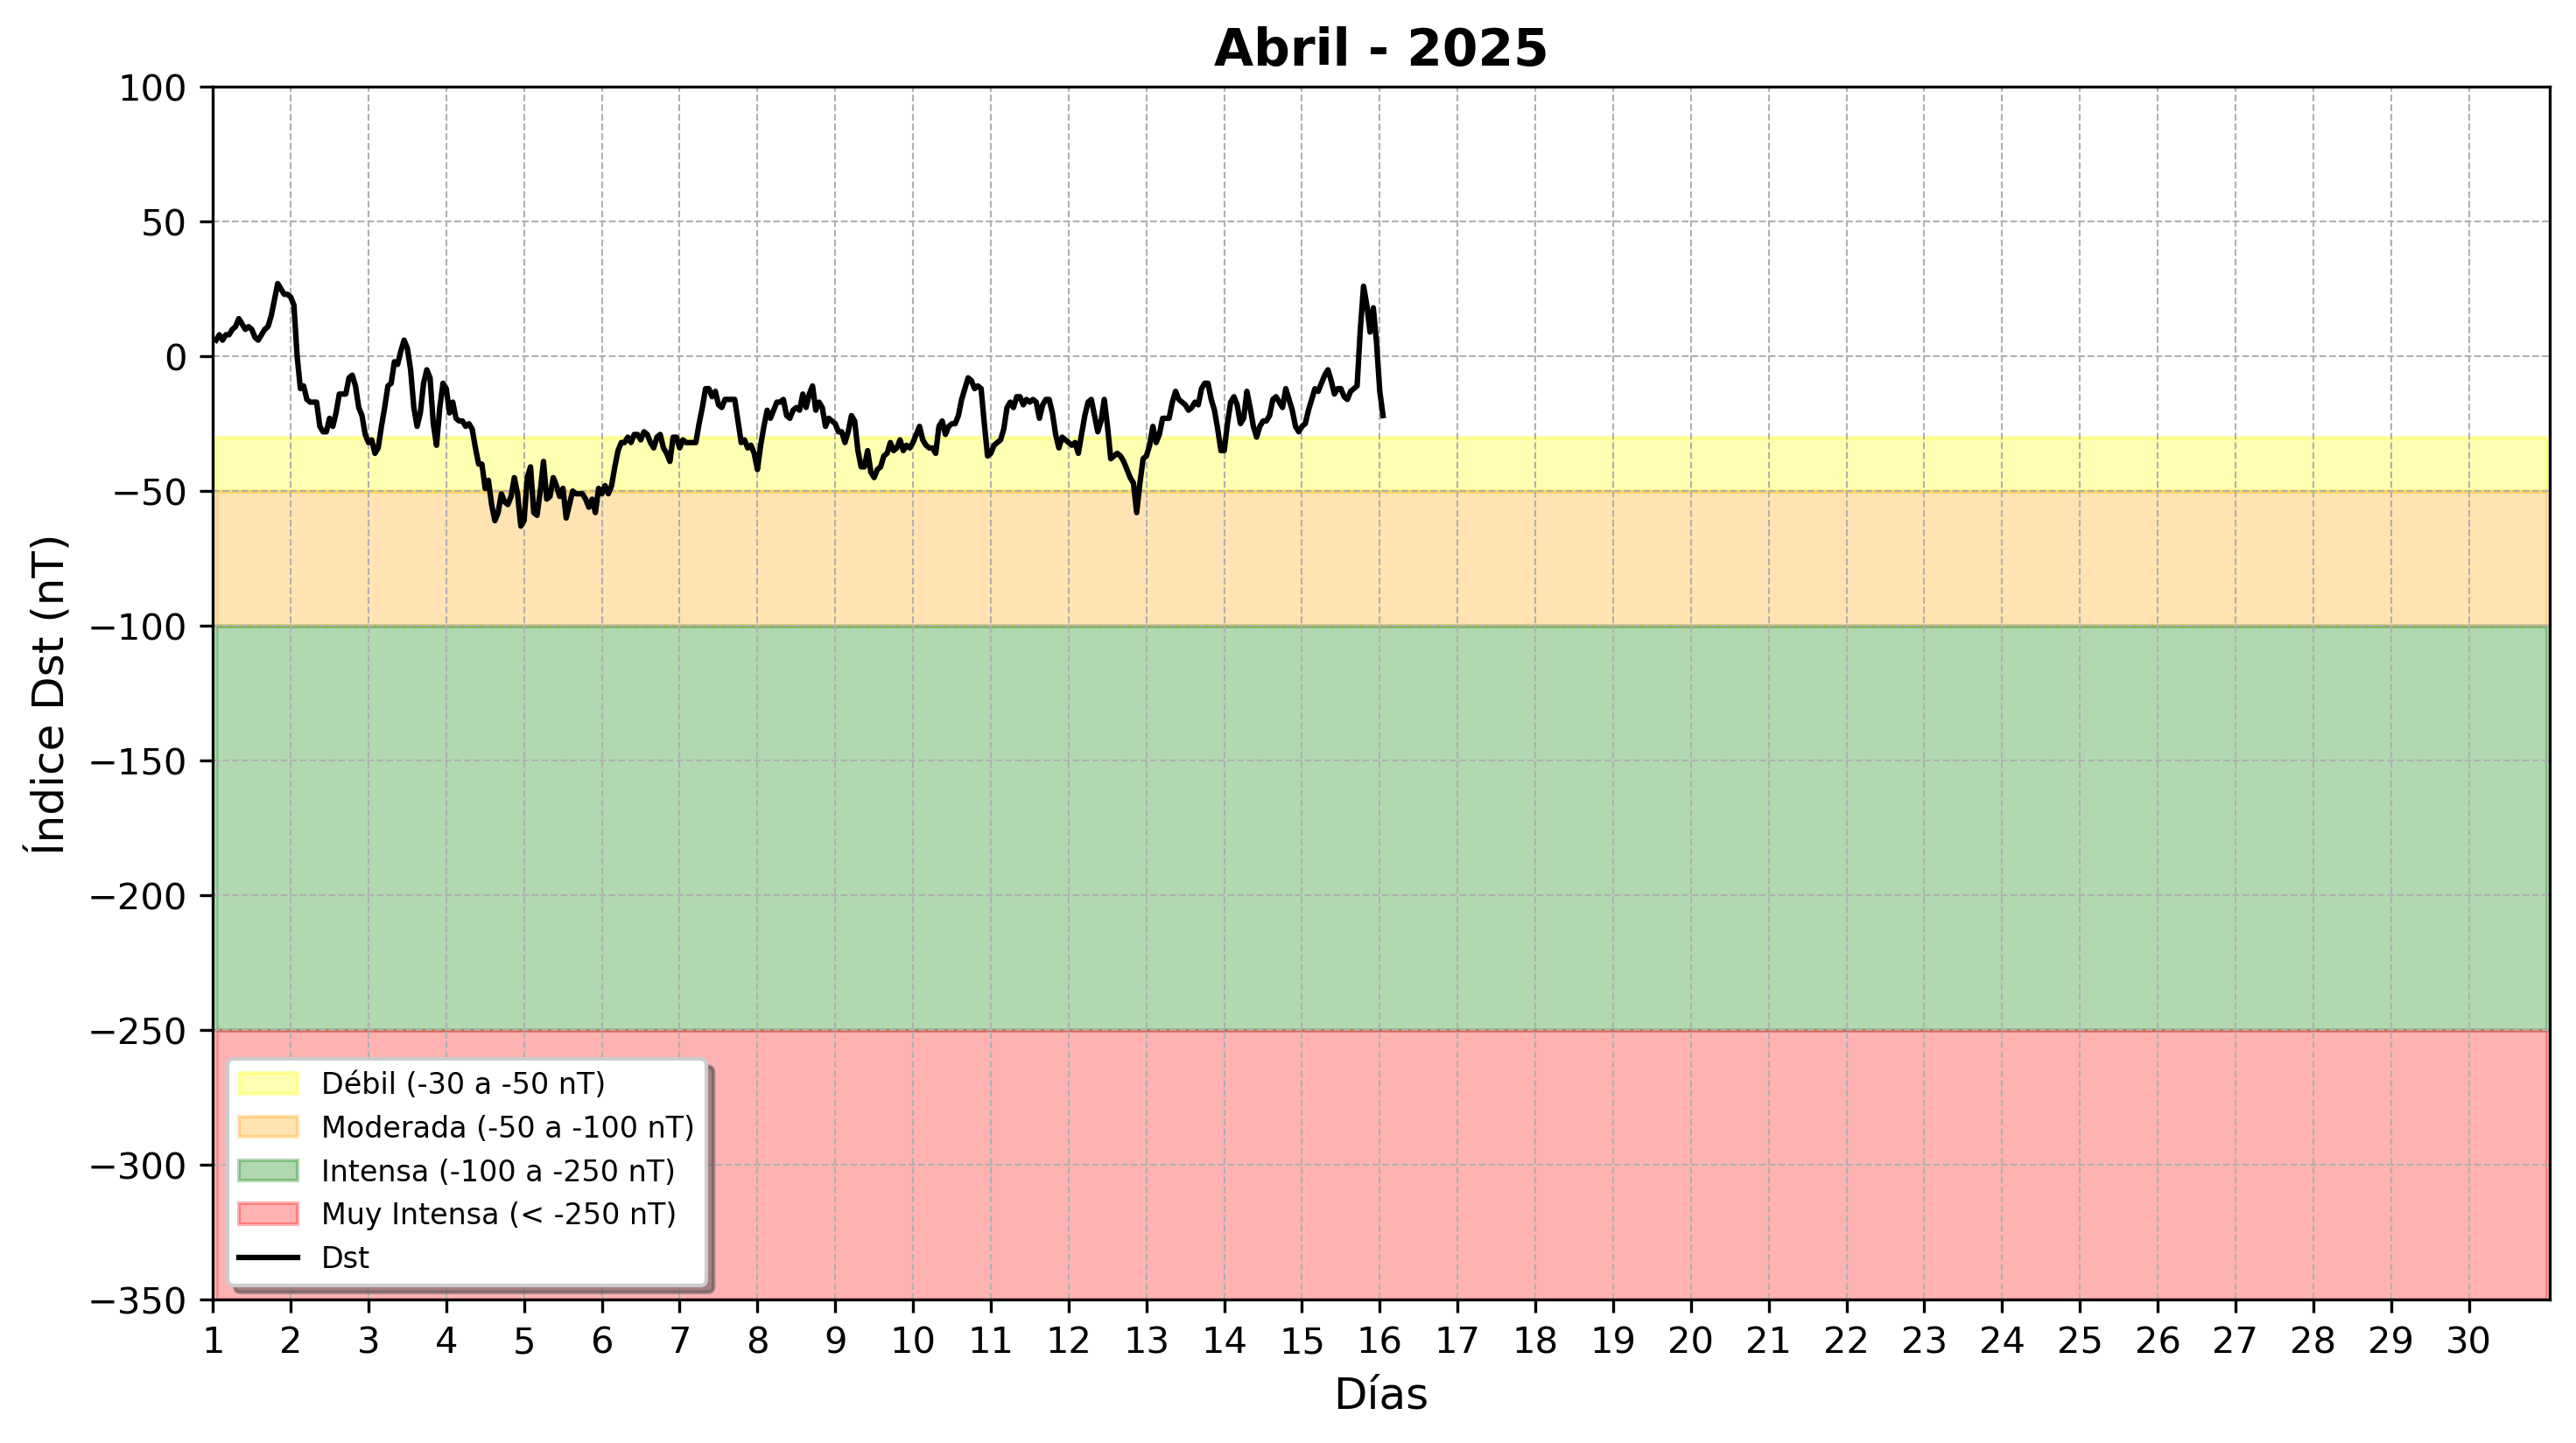 Abril - 2025
100
50
0
−50
−100
−150
−200
−250
−300
−350
Índice Dst (nT)
Débil (-30 a -50 nT)
Moderada (-50 a -100 nT)
Intensa (-100 a -250 nT)
Muy Intensa (< -250 nT)
Dst
1 2 3 4 5 6 7 8 9 10 11 12 13 14 15 16 17 18 19 20 21 22 23 24 25 26 27 28 29 30
Días